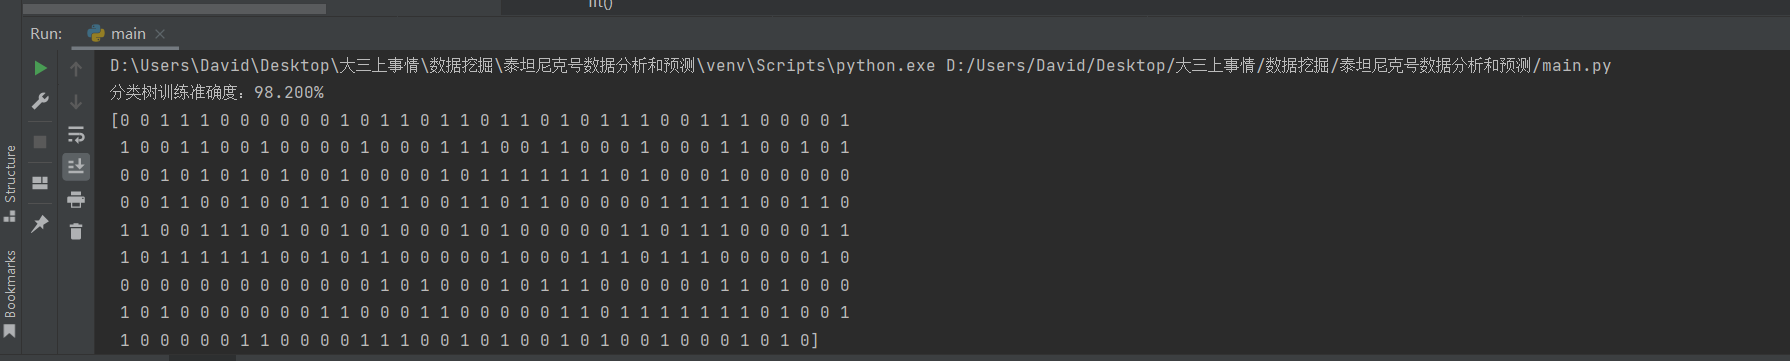 fit()
Run: main
D:\Users\David\Desktop\大三上事情\数据挖掘\泰坦尼克号数据分析和预测\venv\Scripts\python.exe D:/Users/David/Desktop/大三上事情/数据挖掘/泰坦尼克号数据分析和预测/main.py
分类树训练准确度：98.200%
[0 0 1 1 1 0 0 0 0 0 0 1 0 1 1 0 1 1 0 1 1 0 1 0 1 1 1 0 0 1 1 1 0 0 0 0 1
1 0 0 1 1 0 0 1 0 0 0 0 1 0 0 0 1 1 1 0 0 1 1 0 0 0 1 0 0 0 1 1 0 0 1 0 1
0 0 1 0 1 0 1 0 1 0 0 1 0 0 0 0 1 0 1 1 1 1 1 1 1 0 1 0 0 0 1 0 0 0 0 0 0
0 0 1 1 0 0 1 0 0 1 1 0 0 1 1 0 0 1 1 0 1 1 0 0 0 0 0 1 1 1 1 1 0 0 1 1 0
1 1 0 0 1 1 1 0 1 0 0 1 0 1 0 0 0 0 1 0 1 0 0 0 0 0 1 1 0 1 1 1 0 0 0 0 1 1
1 0 1 1 1 1 1 1 0 0 1 0 1 1 0 0 0 0 0 1 0 0 0 1 1 1 0 1 1 1 0 0 0 0 0 1 0
0 0 0 0 0 0 0 0 0 0 0 0 0 1 0 1 0 0 0 1 0 1 1 1 0 0 0 0 0 0 1 1 0 1 0 0 0
1 0 1 0 0 0 0 0 0 0 1 1 0 0 0 1 1 0 0 0 0 0 1 1 0 1 1 1 1 1 1 1 0 1 0 0 1
1 0 0 0 0 0 1 1 0 0 0 0 1 1 1 0 0 1 0 1 0 0 1 0 1 0 0 1 0 0 0 1 0 1 0]
Structure
Bookmarks